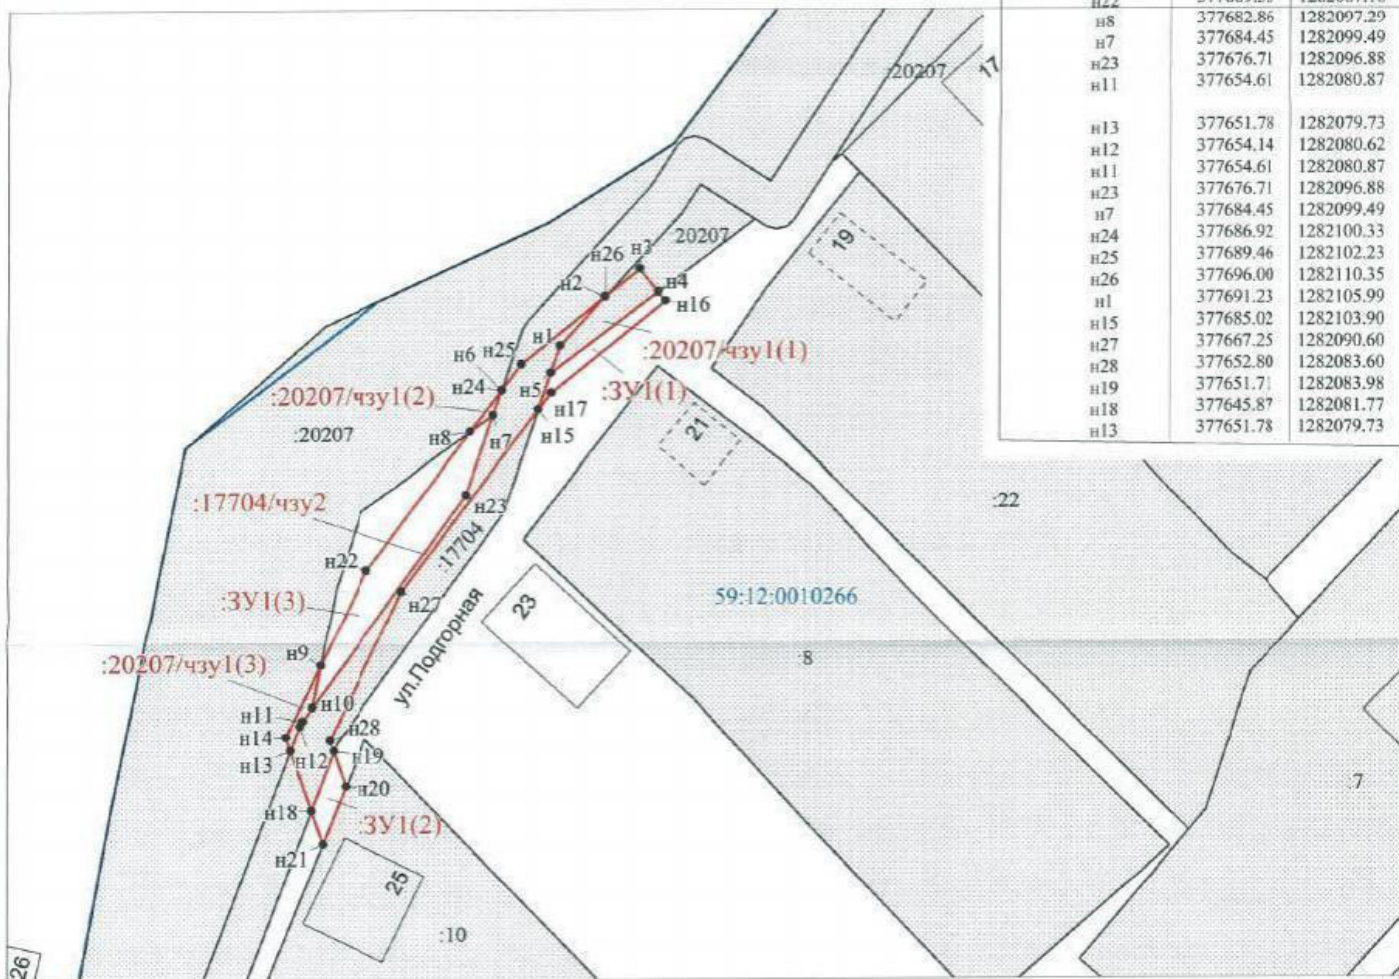 н22
н8 377682.86 1282097.29
н7 377684.45 1282099.49
н23 377676.71 1282096.88
н11 377654.61 1282080.87
н13 377651.78 1282079.73
н12 377654.14 1282080.62
н11 377654.61 1282080.87
н23 377676.71 1282096.88
н7 377684.45 1282099.49
н24 377686.92 1282100.33
н25 377689.46 1282102.23
н26 377696.00 1282110.35
н1 377691.23 1282105.99
н15 377685.02 1282103.90
н27 377667.25 1282090.60
н28 377652.80 1282083.60
н19 377651.71 1282083.98
н18 377645.87 1282081.77
н13 377651.78 1282079.73
:20207
17
:20207
19
н3
н26
н2
н4
н16
н1
н25
н6
:20207/чзу1(1)
н24
н5
:ЗУ1(1)
:20207/чзу1(2)
н17
:20207
н8
н7
н15
21
:17704/чзу2
н23
:22
:17704
н22
н27
:ЗУ1(3)
59:12:0010266
23
ул.Подгорная
н9
:20207/чзу1(3)
:8
н10
н11
н14
н28
н13
н12
н19
н20
:7
н18
:ЗУ1(2)
н21
25
:10
26